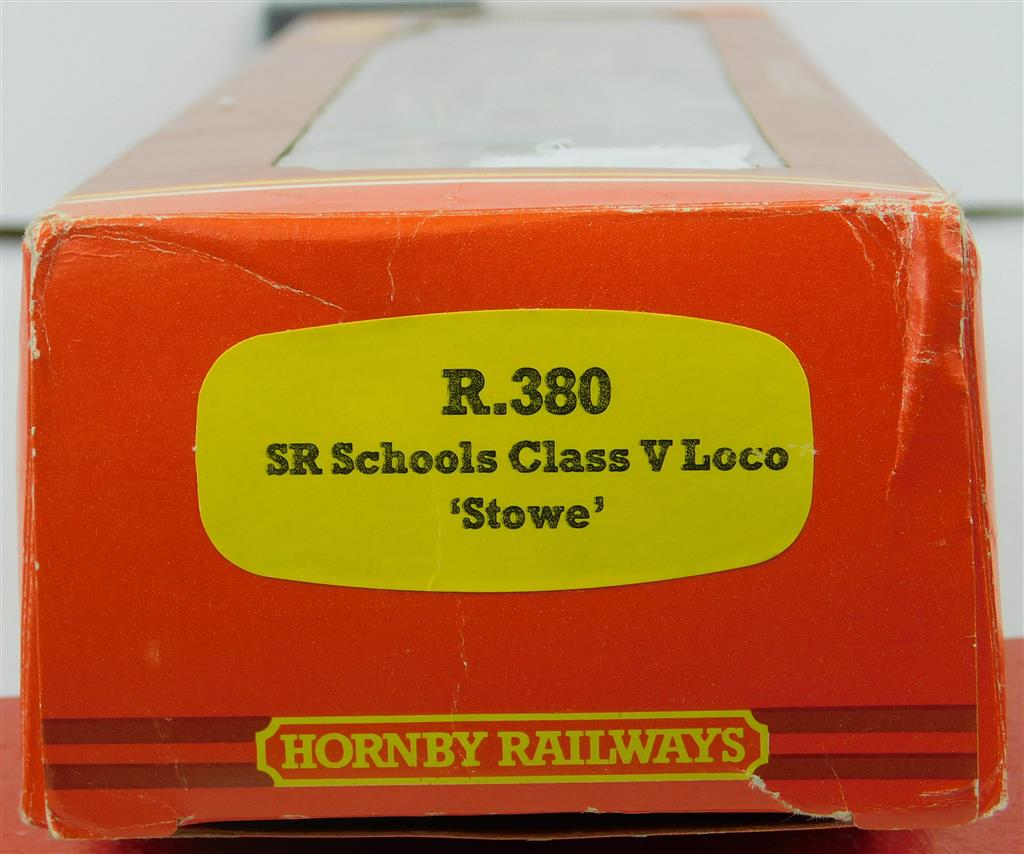 R.380
SR Schools Class V Loco
‘Stowe’
HORNBY RAILWAYS